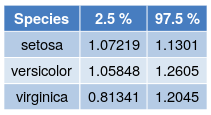 Species 2.5 % 97.5 %
setosa 1.07219 1.1301
versicolor 1.05848 1.2605
virginica 0.81341 1.2045